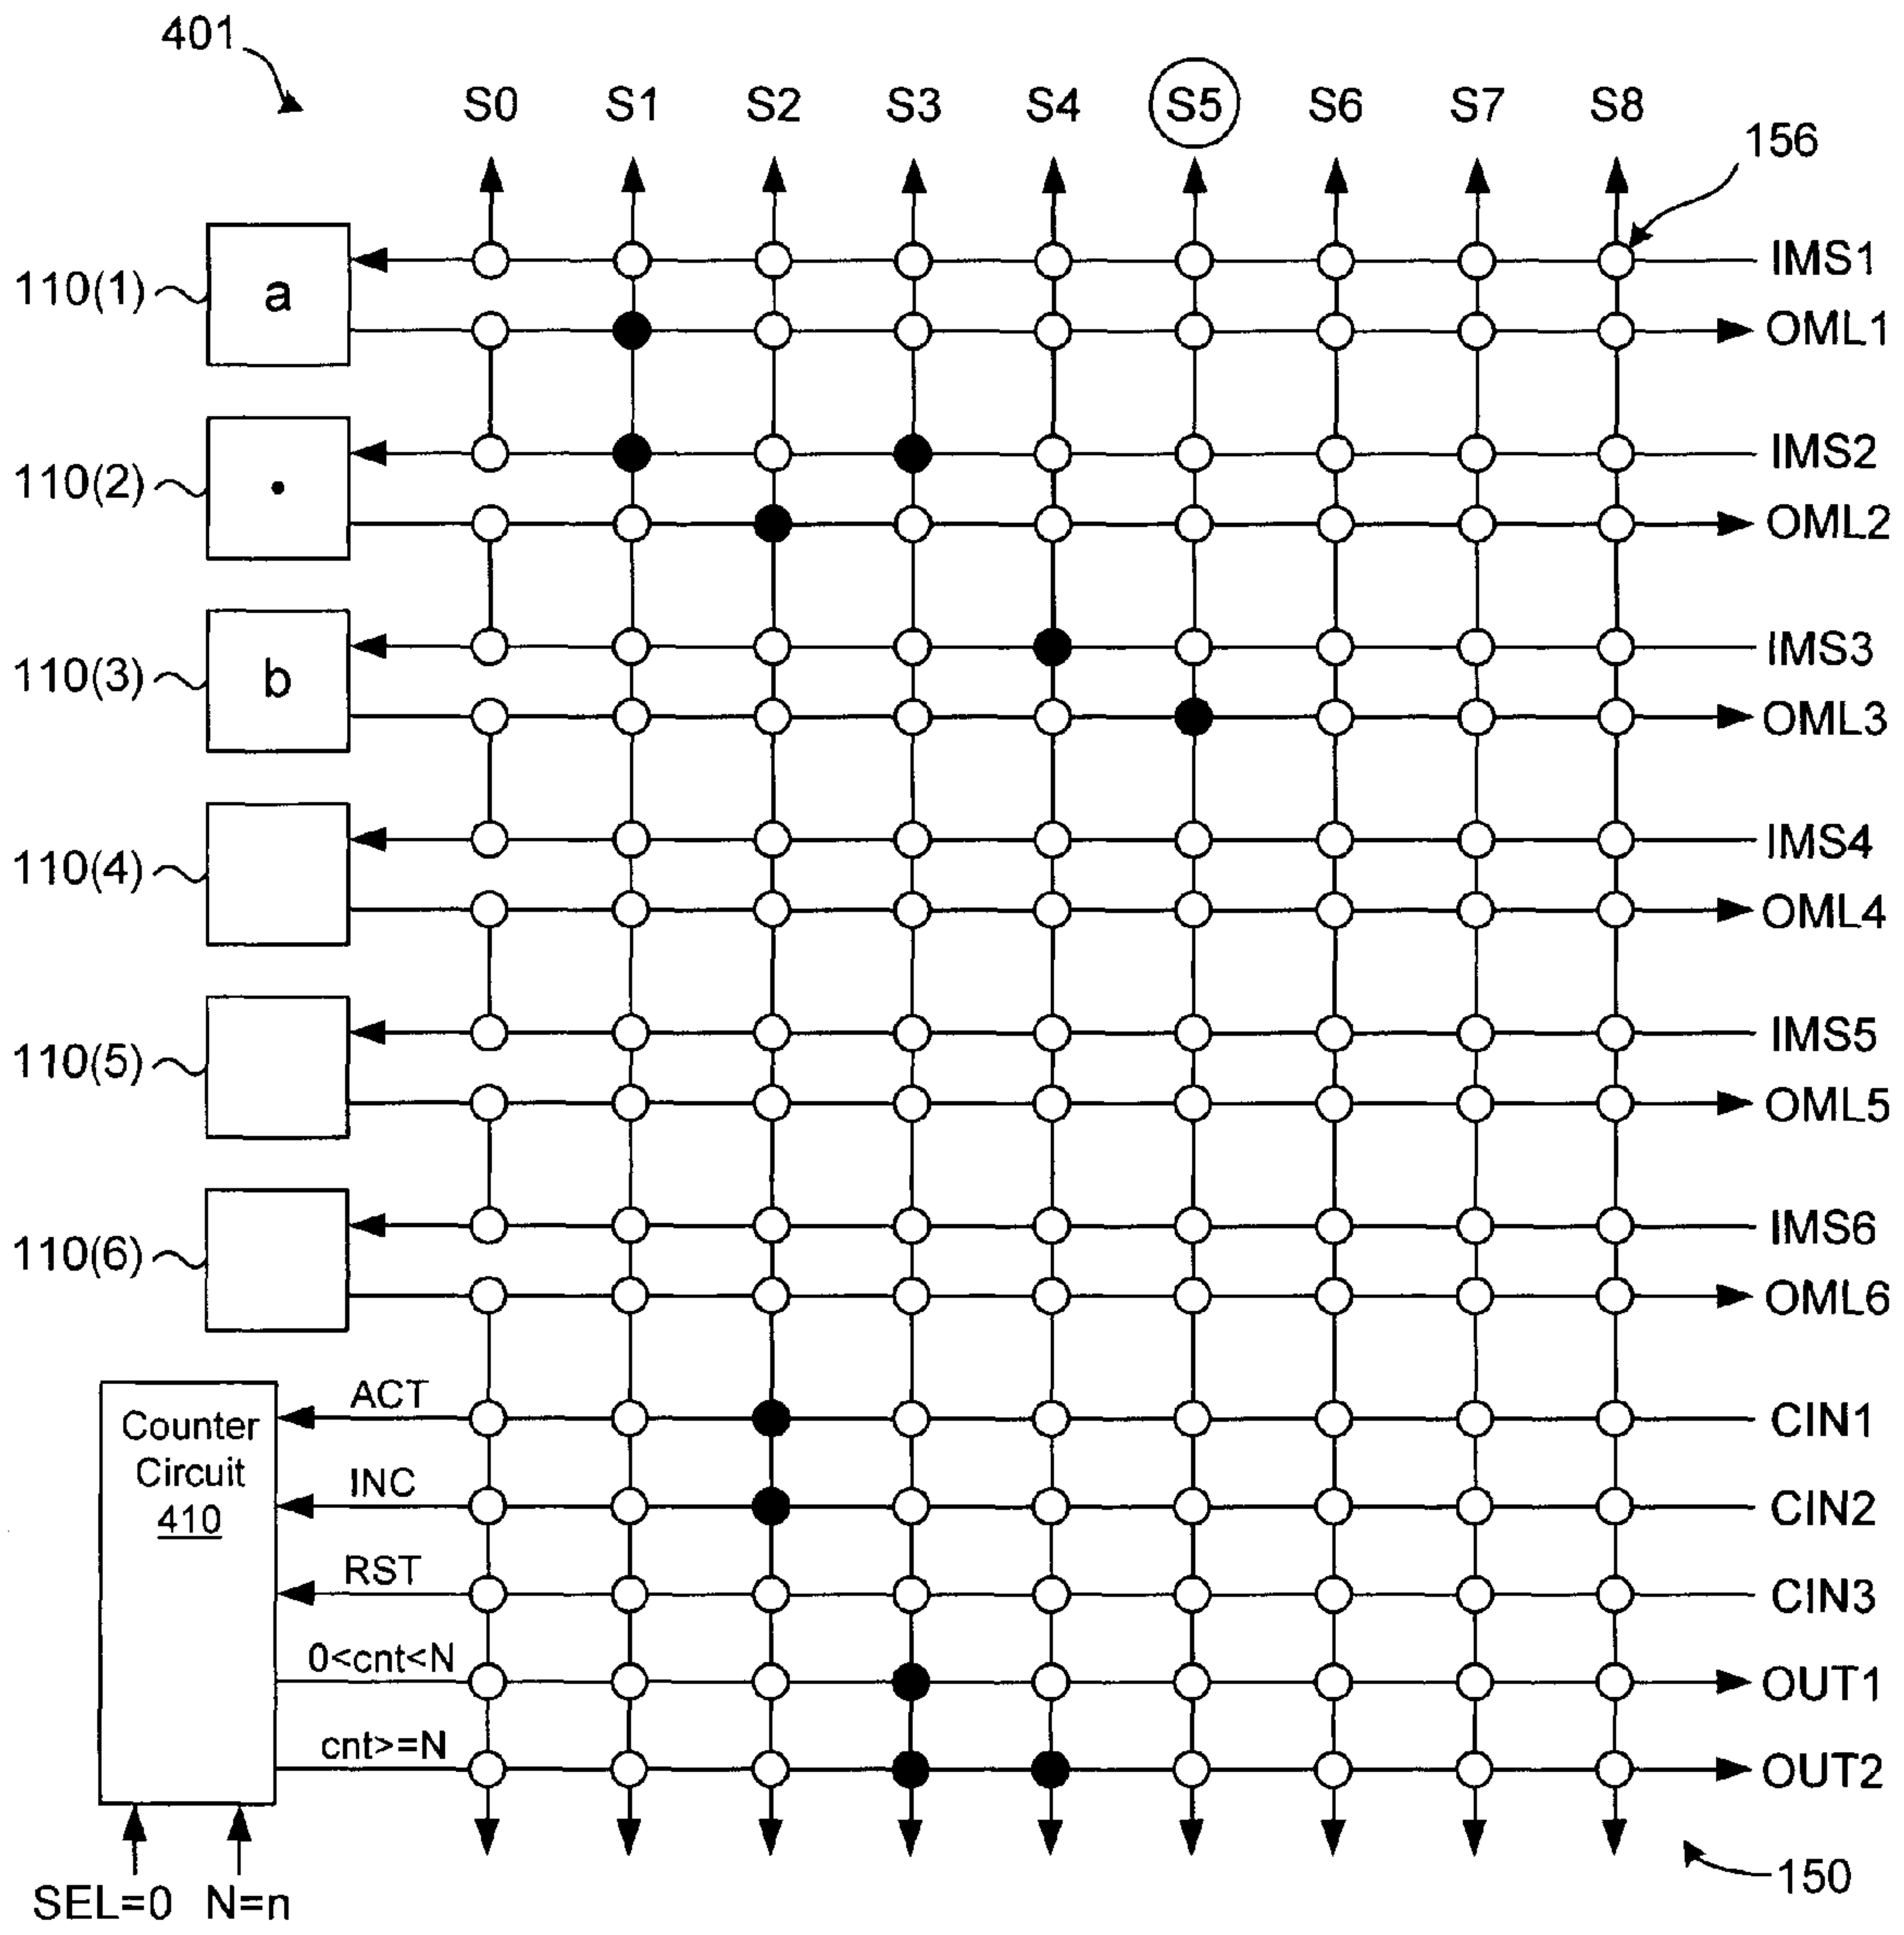 401
S0 S1 S2 S3 S4 S5 S6 S7 S8
156
IMS1
110(1) a
OML1
IMS2
110(2) •
OML2
IMS3
110(3) b
OML3
IMS4
110(4)
OML4
IMS5
110(5)
OML5
IMS6
110(6)
OML6
ACT CIN1
Counter
Circuit
410
INC CIN2
RST CIN3
0<cnt<N OUT1
cnt>=N OUT2
SEL=0 N=n
150